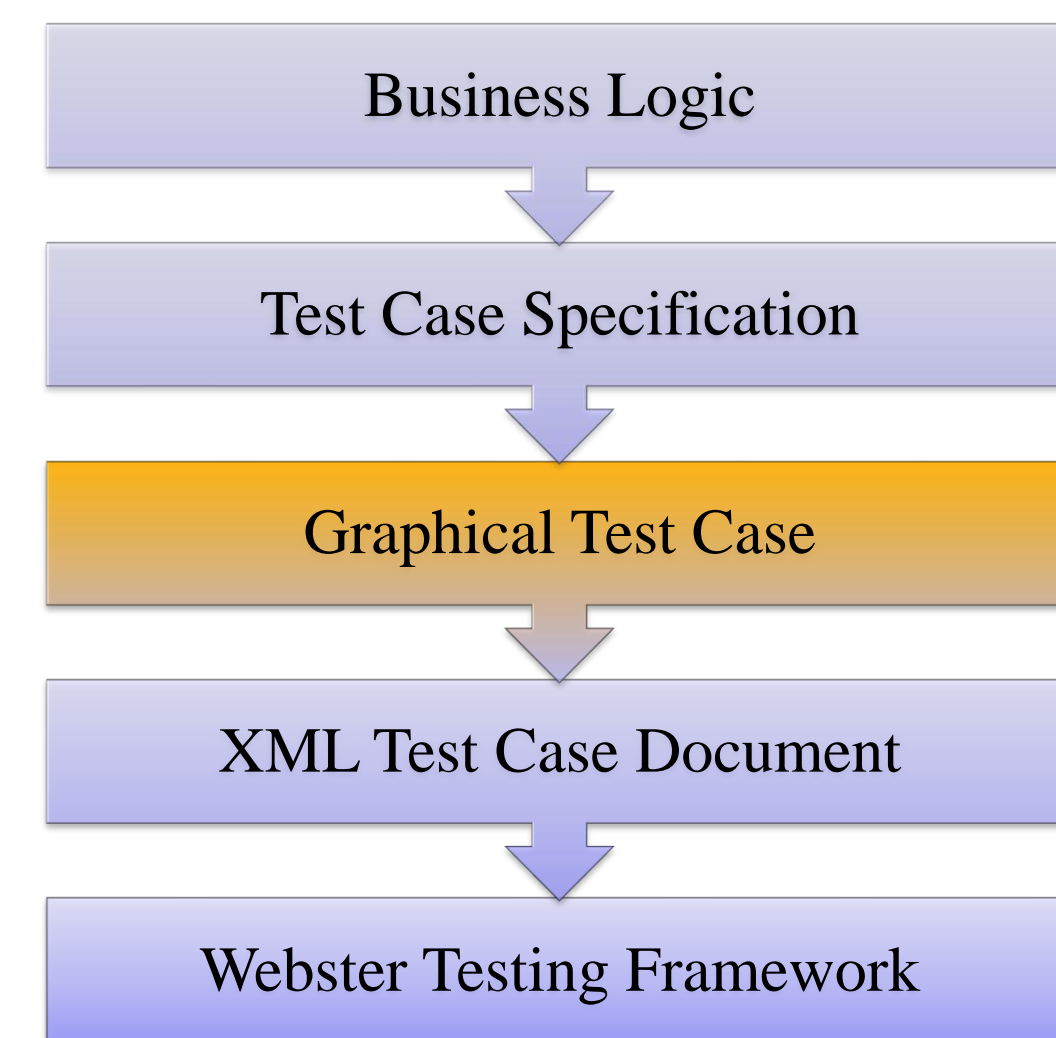 Business Logic
Test Case Specification
Graphical Test Case
XML Test Case Document
Webster Testing Framework